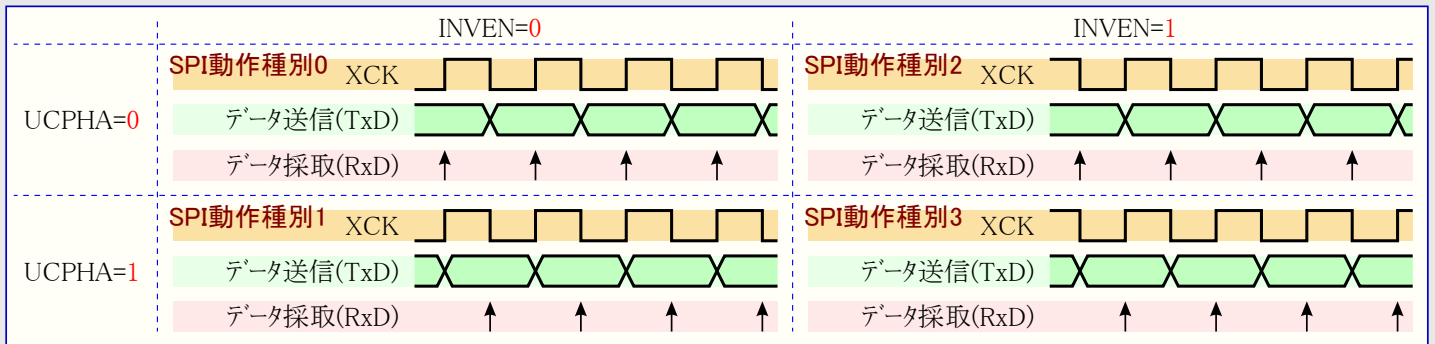 INVEN=0 INVEN=1
UCPHA=0
SPI動作種別0 XCK
データ送信(TxD)
データ採取(RxD)
SPI動作種別2 XCK
データ送信(TxD)
データ採取(RxD)
UCPHA=1
SPI動作種別1 XCK
データ送信(TxD)
データ採取(RxD)
SPI動作種別3 XCK
データ送信(TxD)
データ採取(RxD)